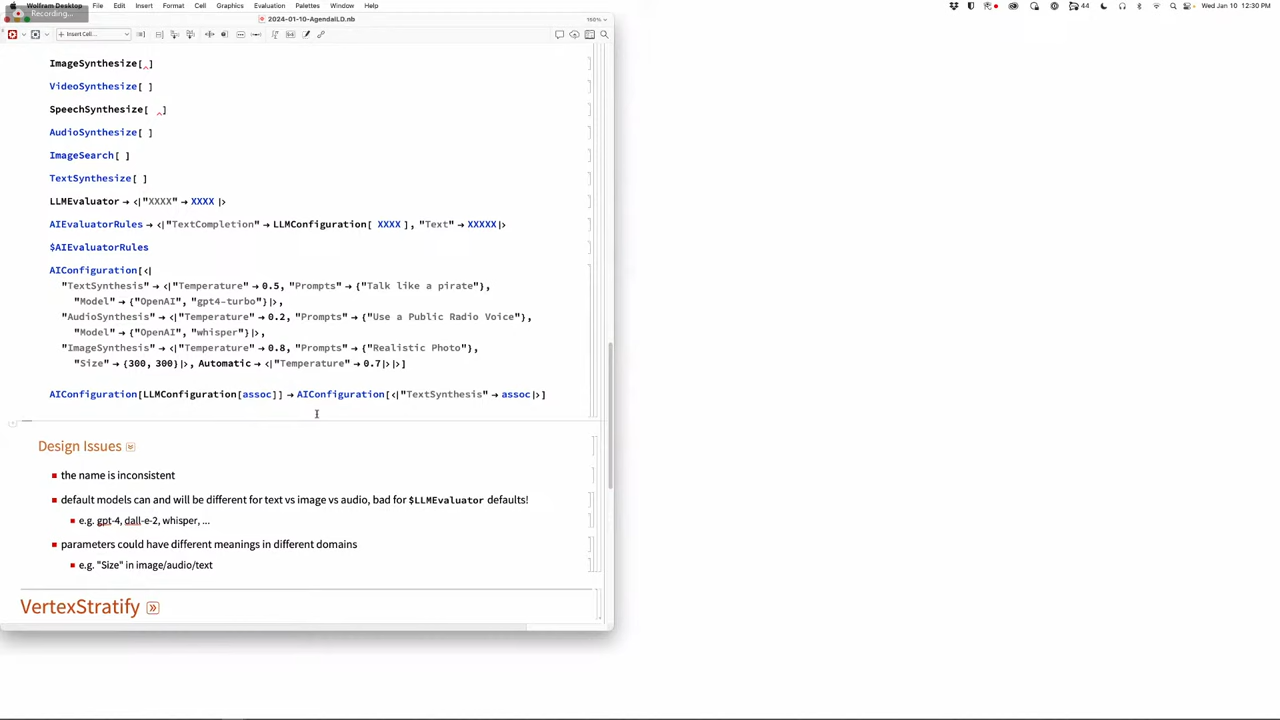 Wolfram Desktop File Edit Insert Format Cell Graphics Evaluation Palettes Window Help 44 Wed Jan 10 12:30 PM
Recording...
2024-01-10-AgendaILD.nb 150%
Insert Cell...
ImageSynthesize[ ]
VideoSynthesize[ ]
SpeechSynthesize[ ]
AudioSynthesize[ ]
ImageSearch[ ]
TextSynthesize[ ]
LLMEvaluator → <|"XXXX" → XXXX |>
AIEvaluatorRules → <|"TextCompletion" → LLMConfiguration[ XXXX ], "Text" → XXXXX|>
$AIEvaluatorRules
AIConfiguration[<|
"TextSynthesis" → <|"Temperature" → 0.5, "Prompts" → {"Talk like a pirate"},
"Model" → {"OpenAI", "gpt4-turbo"}|>,
"AudioSynthesis" → <|"Temperature" → 0.2, "Prompts" → {"Use a Public Radio Voice"},
"Model" → {"OpenAI", "whisper"}|>,
"ImageSynthesis" → <|"Temperature" → 0.8, "Prompts" → {"Realistic Photo"},
"Size" → {300, 300}|>, Automatic → <|"Temperature" → 0.7|>|>]
AIConfiguration[LLMConfiguration[assoc]] → AIConfiguration[<|"TextSynthesis" → assoc|>]
Design Issues
the name is inconsistent
default models can and will be different for text vs image vs audio, bad for $LLMEvaluator defaults!
e.g. gpt-4, dall-e-2, whisper, ...
parameters could have different meanings in different domains
e.g. "Size" in image/audio/text
VertexStratify